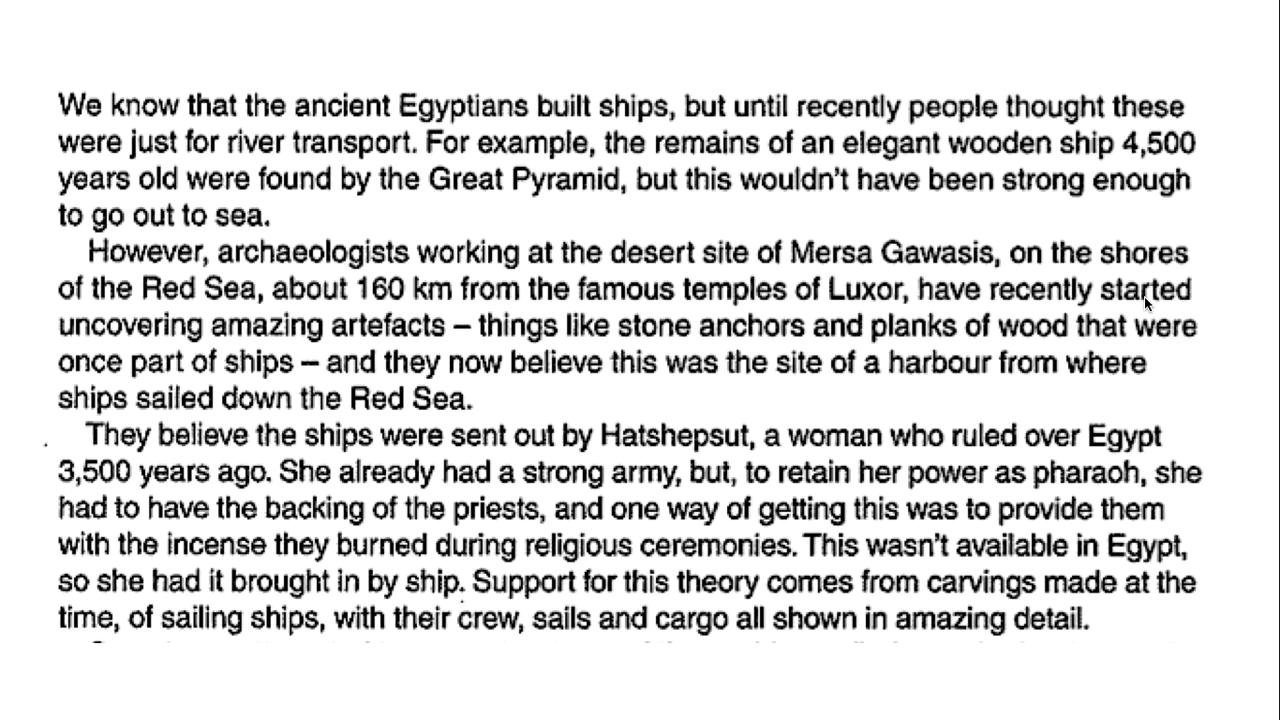 We know that the ancient Egyptians built ships, but until recently people thought these
were just for river transport. For example, the remains of an elegant wooden ship 4,500
years old were found by the Great Pyramid, but this wouldn't have been strong enough
to go out to sea.
However, archaeologists working at the desert site of Mersa Gawasis, on the shores
of the Red Sea, about 160 km from the famous temples of Luxor, have recently started
uncovering amazing artefacts – things like stone anchors and planks of wood that were
once part of ships – and they now believe this was the site of a harbour from where
ships sailed down the Red Sea.
They believe the ships were sent out by Hatshepsut, a woman who ruled over Egypt
3,500 years ago. She already had a strong army, but, to retain her power as pharaoh, she
had to have the backing of the priests, and one way of getting this was to provide them
with the incense they burned during religious ceremonies. This wasn't available in Egypt,
so she had it brought in by ship. Support for this theory comes from carvings made at the
time, of sailing ships, with their crew, sails and cargo all shown in amazing detail.